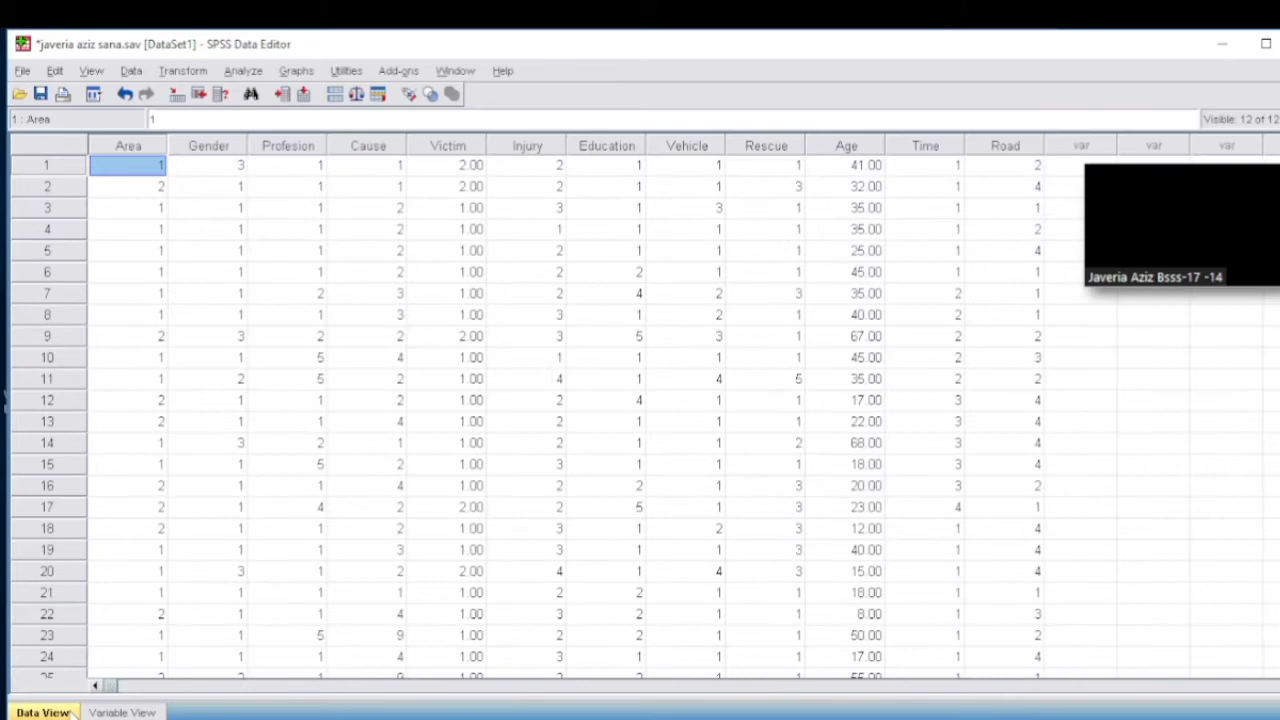 *javeria aziz sana.sav [DataSet1] - SPSS Data Editor
File Edit View Data Transform Analyze Graphs Utilities Add-ons Window Help
1 : Area 1 Visible: 12 of 12
Area Gender Profesion Cause Victim Injury Education Vehicle Rescue Age Time Road var var var
1 1 3 1 1 2.00 2 1 1 1 41.00 1 2
2 2 1 1 1 2.00 2 1 1 3 32.00 1 4
3 1 1 1 2 1.00 3 1 3 1 35.00 1 1
4 1 1 1 2 1.00 1 1 1 1 35.00 1 2
5 1 1 1 2 1.00 2 1 1 1 25.00 1 4
6 1 1 1 2 1.00 2 2 1 1 45.00 1 1
7 1 1 2 3 1.00 2 4 2 3 35.00 2 1
8 1 1 1 3 1.00 3 1 2 1 40.00 2 1
9 2 3 2 2 2.00 3 5 3 1 67.00 2 2
10 1 1 5 4 1.00 1 1 1 1 45.00 2 3
11 1 2 5 2 1.00 4 1 4 5 35.00 2 2
12 2 1 1 2 1.00 2 4 1 1 17.00 3 4
13 2 1 1 4 1.00 2 1 1 1 22.00 3 4
14 1 3 2 1 1.00 2 1 1 2 68.00 3 4
15 1 1 5 2 1.00 3 1 1 1 18.00 3 4
16 2 1 1 4 1.00 2 2 1 3 20.00 3 2
17 2 1 4 2 2.00 2 5 1 3 23.00 4 1
18 2 1 1 2 1.00 3 1 2 3 12.00 1 4
19 1 1 1 3 1.00 3 1 1 3 40.00 1 4
20 1 3 1 2 2.00 4 1 4 3 15.00 1 4
21 1 1 1 1 1.00 2 2 1 1 18.00 1 1
22 2 1 1 4 1.00 3 2 1 1 8.00 1 3
23 1 1 5 9 1.00 2 2 1 1 50.00 1 2
24 1 1 1 4 1.00 3 1 1 1 17.00 1 4
Javeria Aziz Bsss-17 -14
Data View Variable View